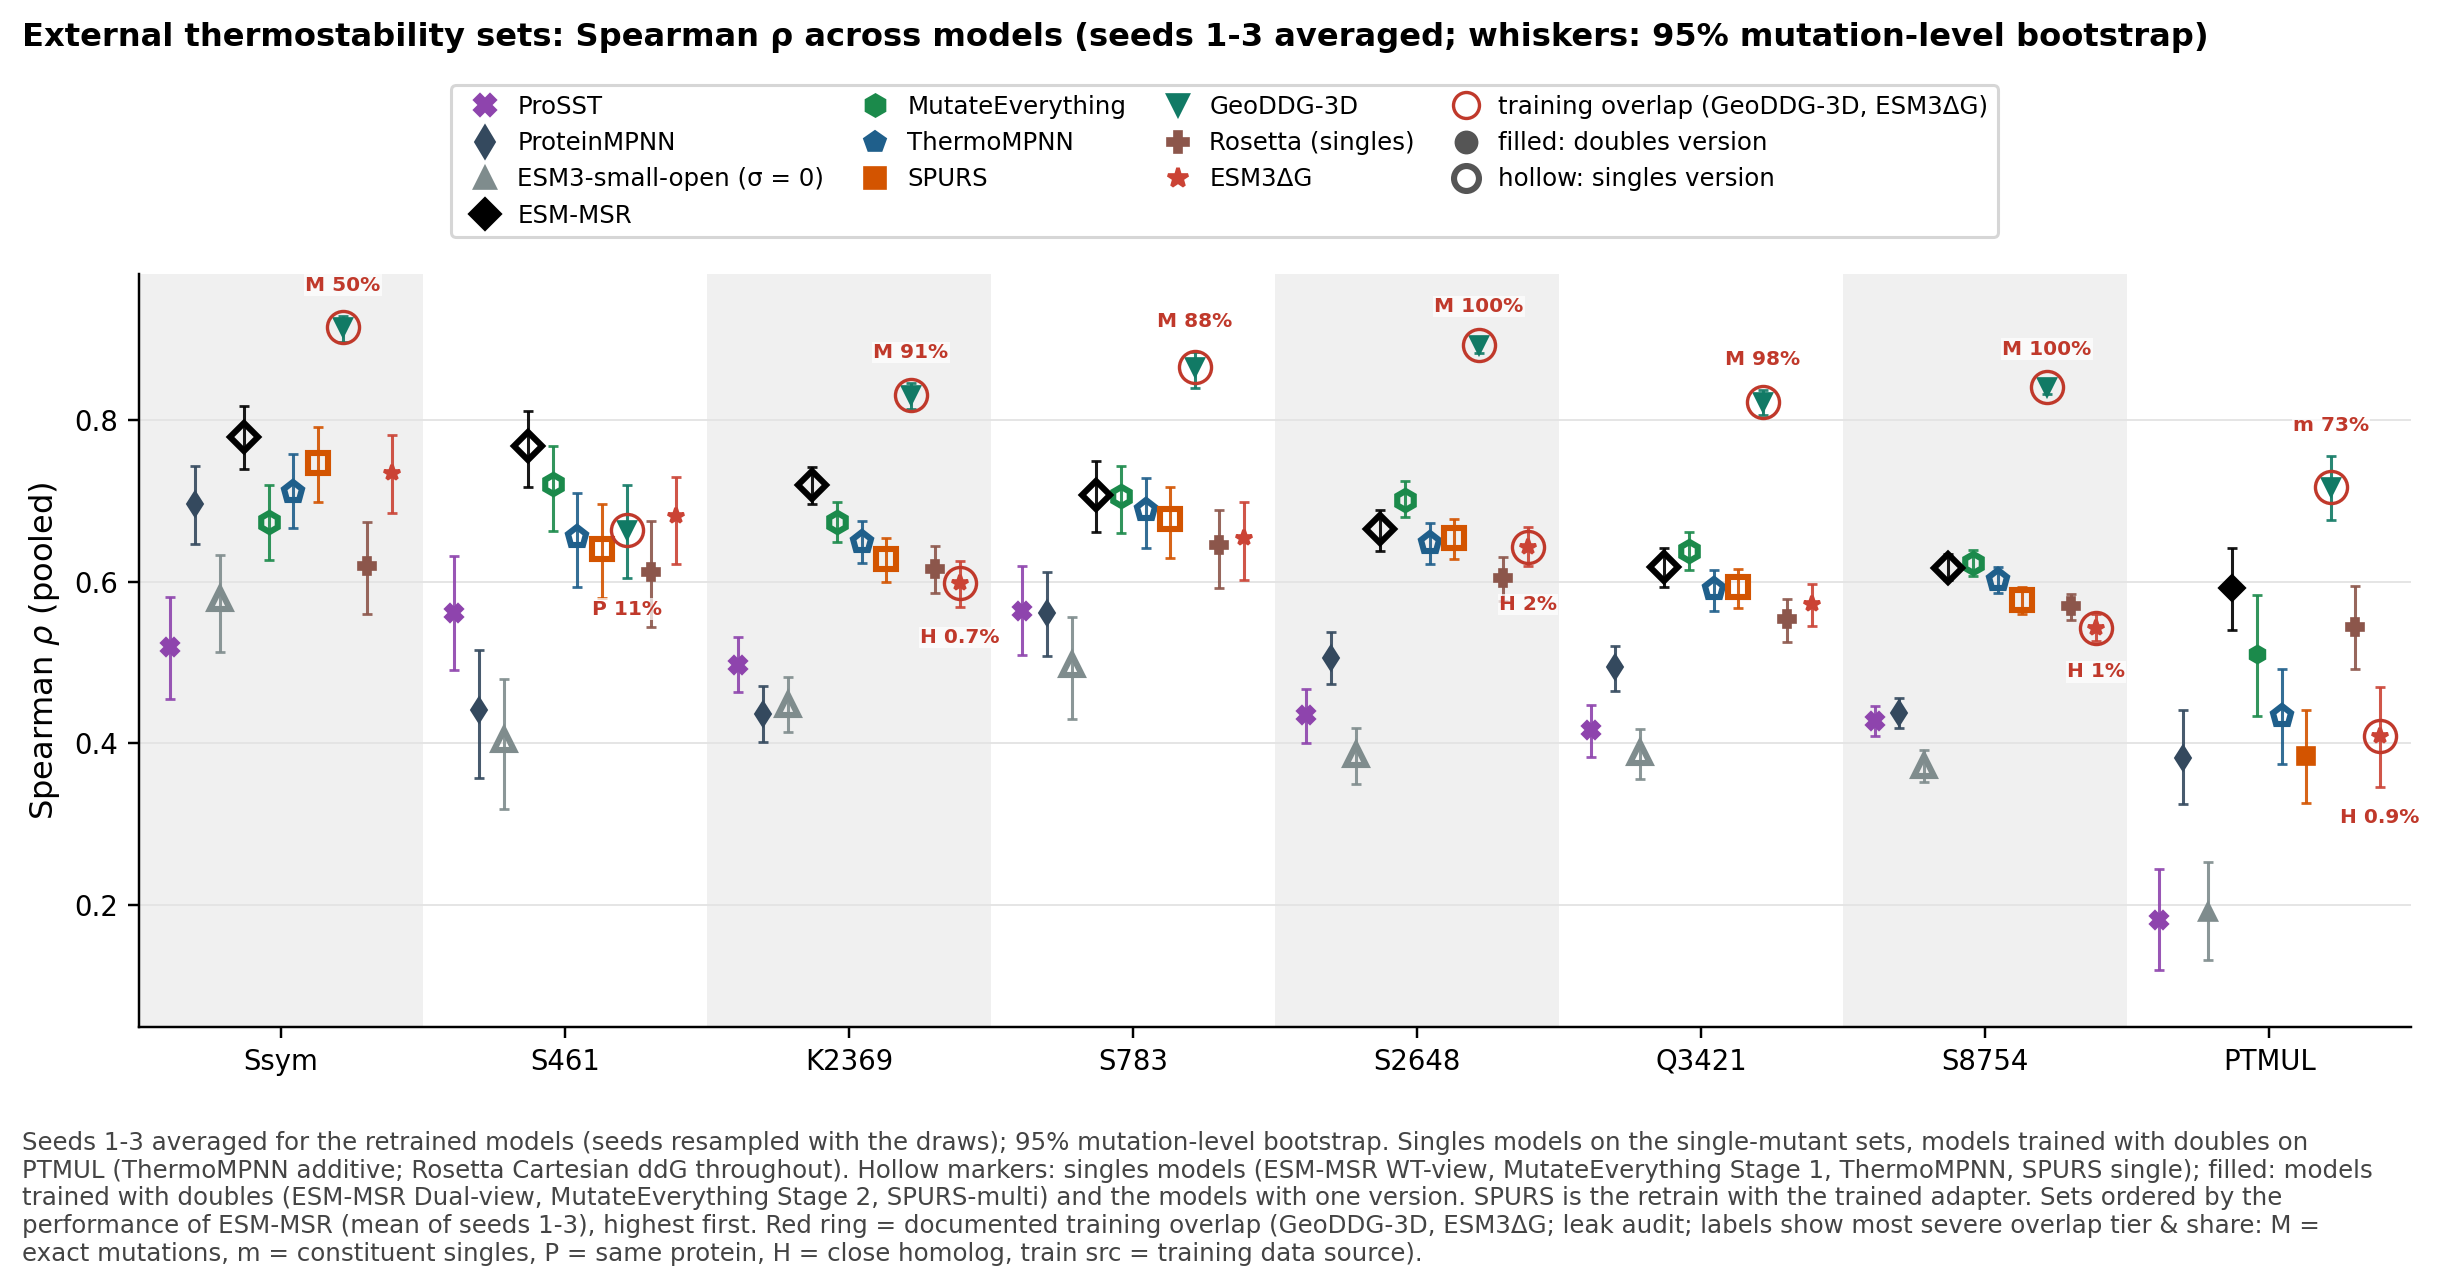 External thermostability sets: Spearman ρ across models (seeds 1-3 averaged; whiskers: 95% mutation-level bootstrap)
ProSST
ProteinMPNN
ESM3-small-open (σ = 0)
ESM-MSR
MutateEverything
ThermoMPNN
SPURS
GeoDDG-3D
Rosetta (singles)
ESM3ΔG
training overlap (GeoDDG-3D, ESM3ΔG)
filled: doubles version
hollow: singles version
Spearman ρ (pooled)
0.8
0.6
0.4
0.2
M 50%
P 11%
M 91%
H 0.7%
M 88%
M 100%
H 2%
M 98%
M 100%
H 1%
m 73%
H 0.9%
Ssym
S461
K2369
S783
S2648
Q3421
S8754
PTMUL
Seeds 1-3 averaged for the retrained models (seeds resampled with the draws); 95% mutation-level bootstrap. Singles models on the single-mutant sets, models trained with doubles on
PTMUL (ThermoMPNN additive; Rosetta Cartesian ddG throughout). Hollow markers: singles models (ESM-MSR WT-view, MutateEverything Stage 1, ThermoMPNN, SPURS single); filled: models
trained with doubles (ESM-MSR Dual-view, MutateEverything Stage 2, SPURS-multi) and the models with one version. SPURS is the retrain with the trained adapter. Sets ordered by the
performance of ESM-MSR (mean of seeds 1-3), highest first. Red ring = documented training overlap (GeoDDG-3D, ESM3ΔG; leak audit; labels show most severe overlap tier & share: M =
exact mutations, m = constituent singles, P = same protein, H = close homolog, train src = training data source).